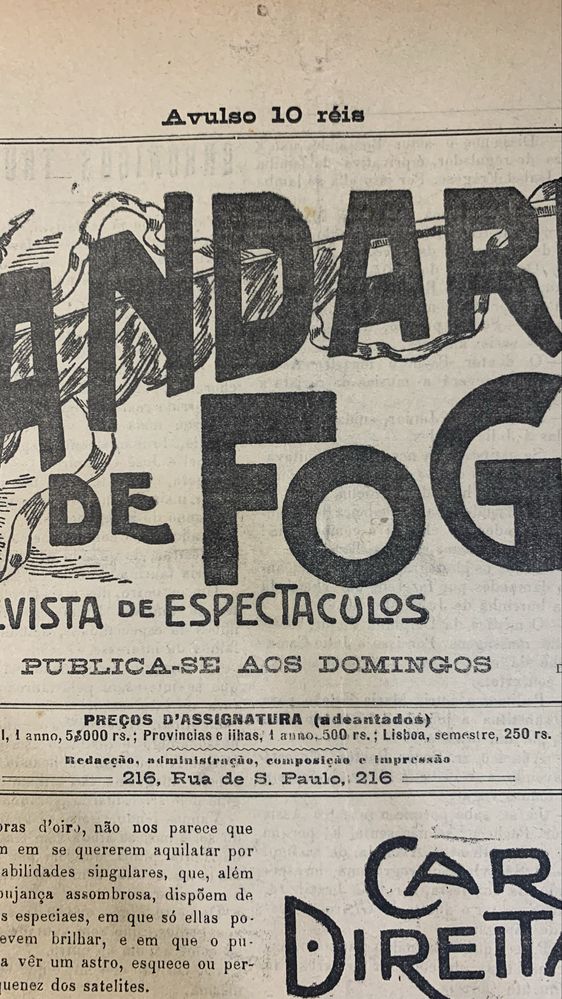 Avulso 10 réis
ANDARI
DE FOG
EVISTA DE ESPECTACULOS
PUBLICA-SE AOS DOMINGOS
PREÇOS D'ASSIGNATURA (adeantados)
l, 1 anno, 5$000 rs.; Provincias e ilhas, 1 anno, 500 rs.; Lisboa, semestre, 250 rs.
Redacção, administração, composição e impressão
216, Rua de S. Paulo, 216
oras d'oiro, não nos parece que
m em se quererem aquilatar por
abilidades singulares, que, além
oujança assombrosa, dispõem de
s especiaes, em que só ellas po-
evem brilhar, e em que o pu-
a vêr um astro, esquece ou per-
quenez dos satelites.
CAR
DIREITA